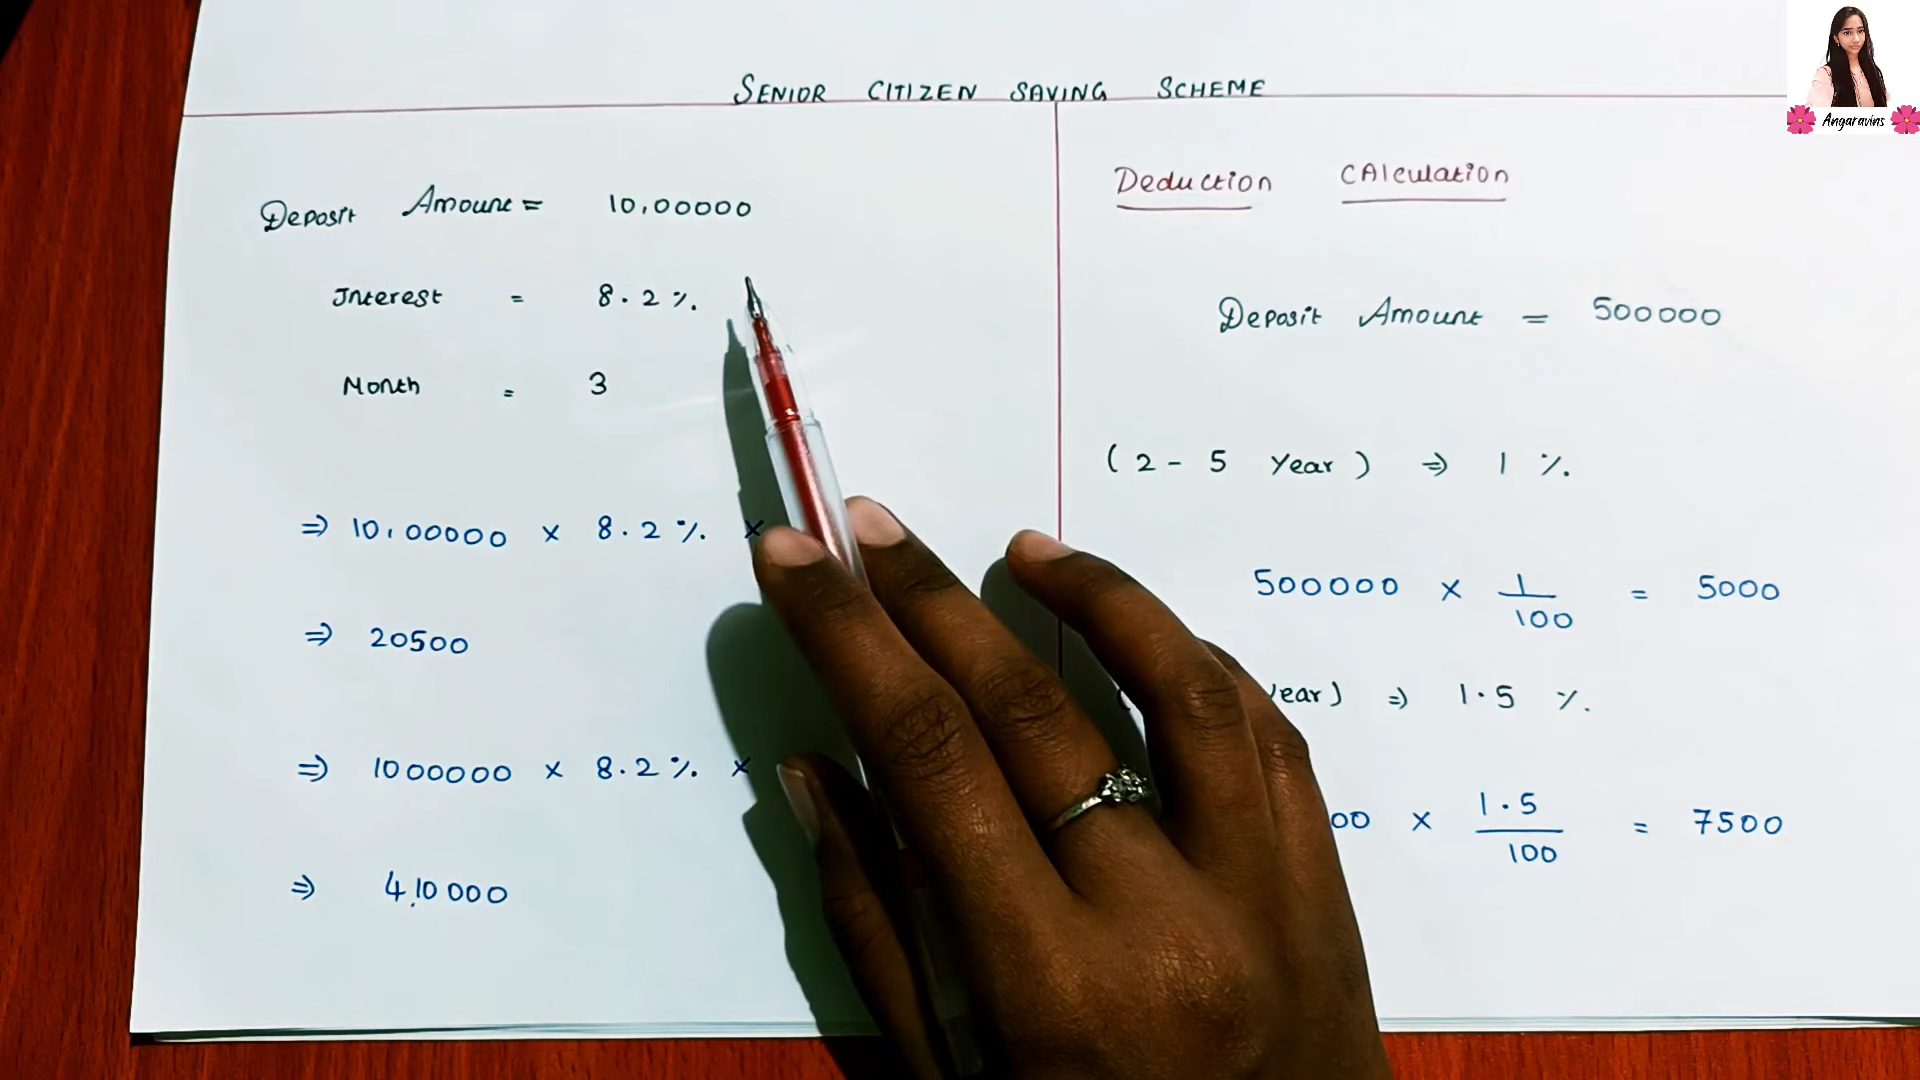 SENIOR CITIZEN SAVING SCHEME
Angaravins
Deposit Amount = 10,00000
Interest = 8.2 %.
Month = 3
⇒ 10,00000 × 8.2 %. ×
⇒ 20500
⇒ 1000000 × 8.2 %. ×
⇒ 4,10000
Deduction CAlculation
Deposit Amount = 500000
( 2 - 5 Year ) ⇒ 1 %.
500000 × 1/100 = 5000
Year ) ⇒ 1.5 %.
00 × 1.5/100 = 7500